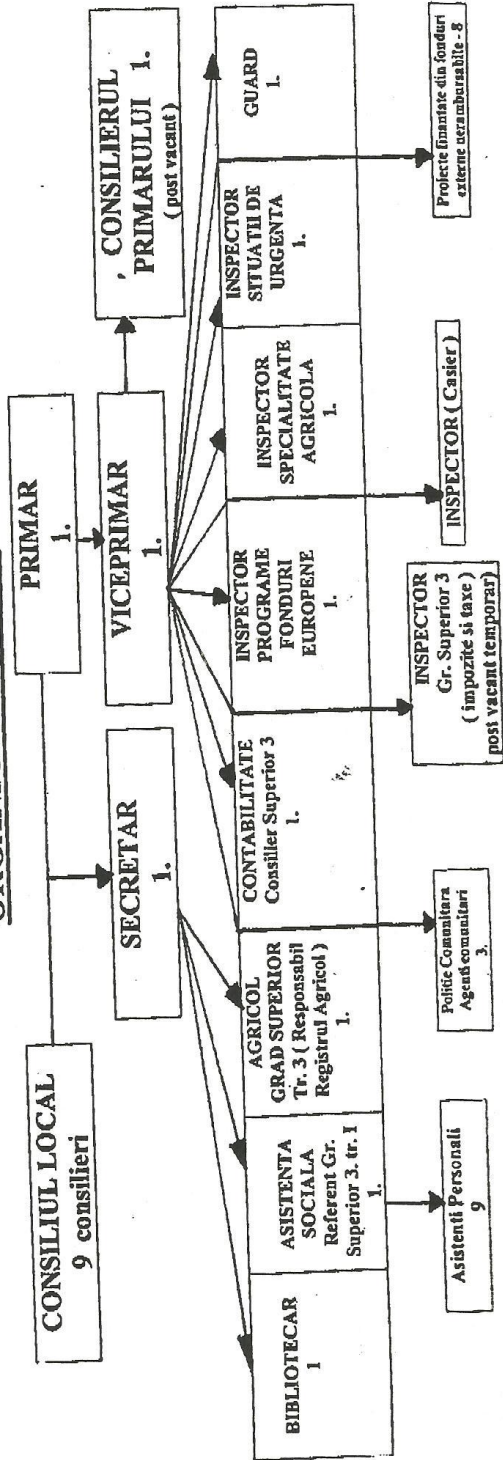 CONSILIUL LOCAL
9 consilieri
PRIMAR
1.
SECRETAR
1.
VICEPRIMAR
1.
, CONSILIERUL
PRIMARULUI 1.
(post vacant)
BIBLIOTECAR
1
ASISTENTA
SOCIALA
Referent Gr.
Superior 3. tr. I
1.
AGRICOL
GRAD SUPERIOR
Tr. 3 ( Responsabil
Registrul Agricol )
1.
CONTABILITATE
Consilier Superior 3
1.
INSPECTOR
PROGRAME
FONDURI
EUROPENE
1.
INSPECTOR
SPECIALITATE
AGRICOLA
1.
INSPECTOR
SITUATII DE
URGENTA
1.
GUARD
1.
Asistenti Personali
9
Politie Comunitara
Agenti comunitari
3.
INSPECTOR
Gr. Superior 3
( impozite si taxe )
post vacant temporar)
INSPECTOR ( Casier )
Proiecte finantate din fonduri
externe nerambursabile - 8